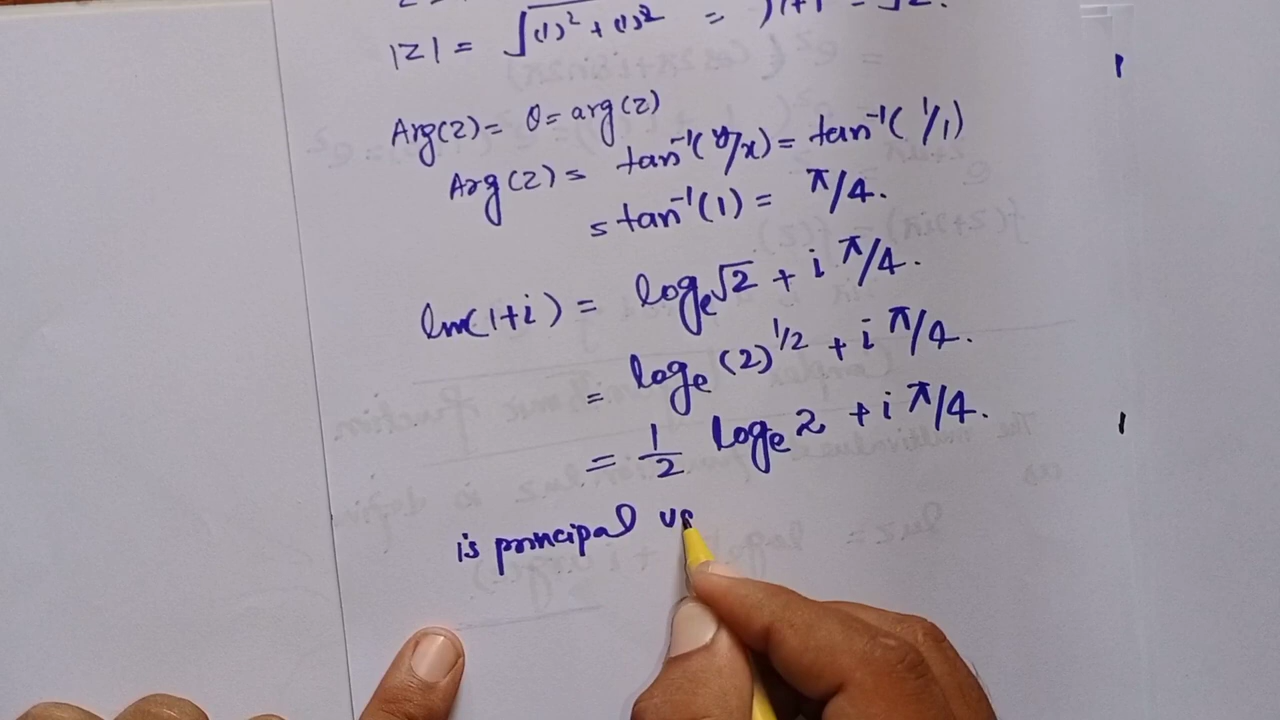 |z| = √(1)² + (1)² = √1+1 = √2.
Arg(z) = θ = arg(z)
Arg(z) = tan⁻¹(y/x) = tan⁻¹(1/1)
= tan⁻¹(1) = π/4.
ln(1+i) = logₑ√2 + i π/4.
= logₑ(2)^1/2 + i π/4.
= 1/2 logₑ2 + i π/4.
is principal va